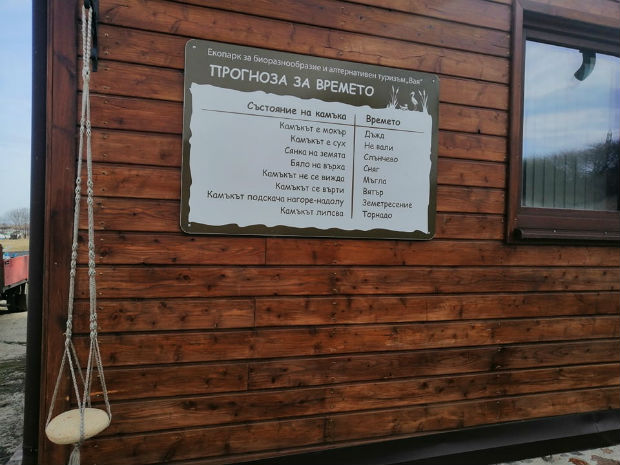 Екопарк за биоразнообразие и алтернативен туризъм „Вая“
ПРОГНОЗА ЗА ВРЕМЕТО
Състояние на камъка Времето
Камъкът е мокър Дъжд
Камъкът е сух Не вали
Сянка на земята Слънчево
Бяло на върха Сняг
Камъкът не се вижда Мъгла
Камъкът се върти Вятър
Камъкът подскача нагоре-надолу Земетресение
Камъкът липсва Торнадо